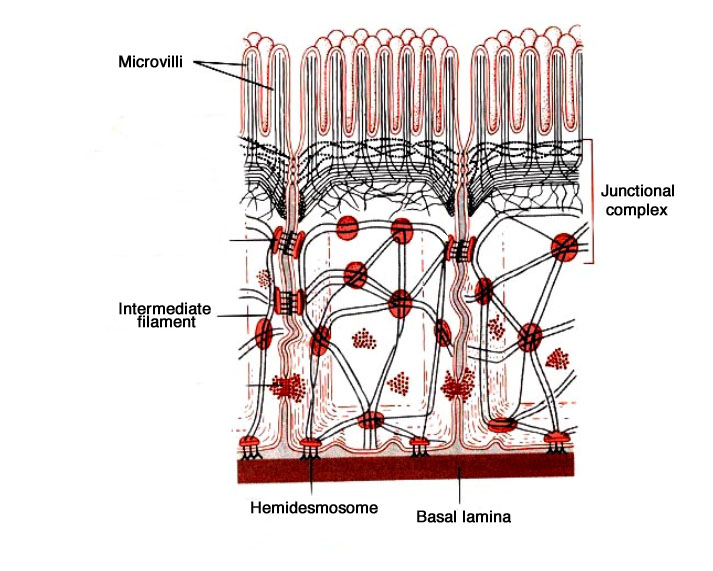 Microvilli
Junctional
complex
Intermediate
filament
Hemidesmosome
Basal lamina